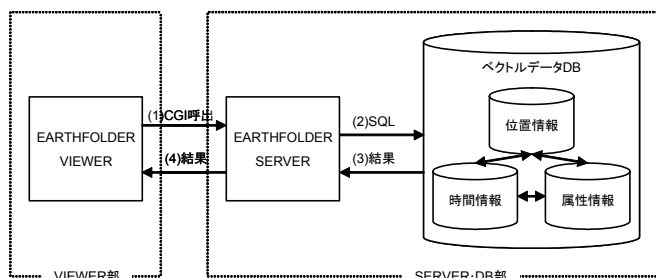 ベクトルデータDB
(1)CGI呼出
EARTHFOLDER
VIEWER
EARTHFOLDER
SERVER
(2)SQL
位置情報
(4)結果
(3)結果
時間情報
属性情報
VIEWER部
SERVER・DB部